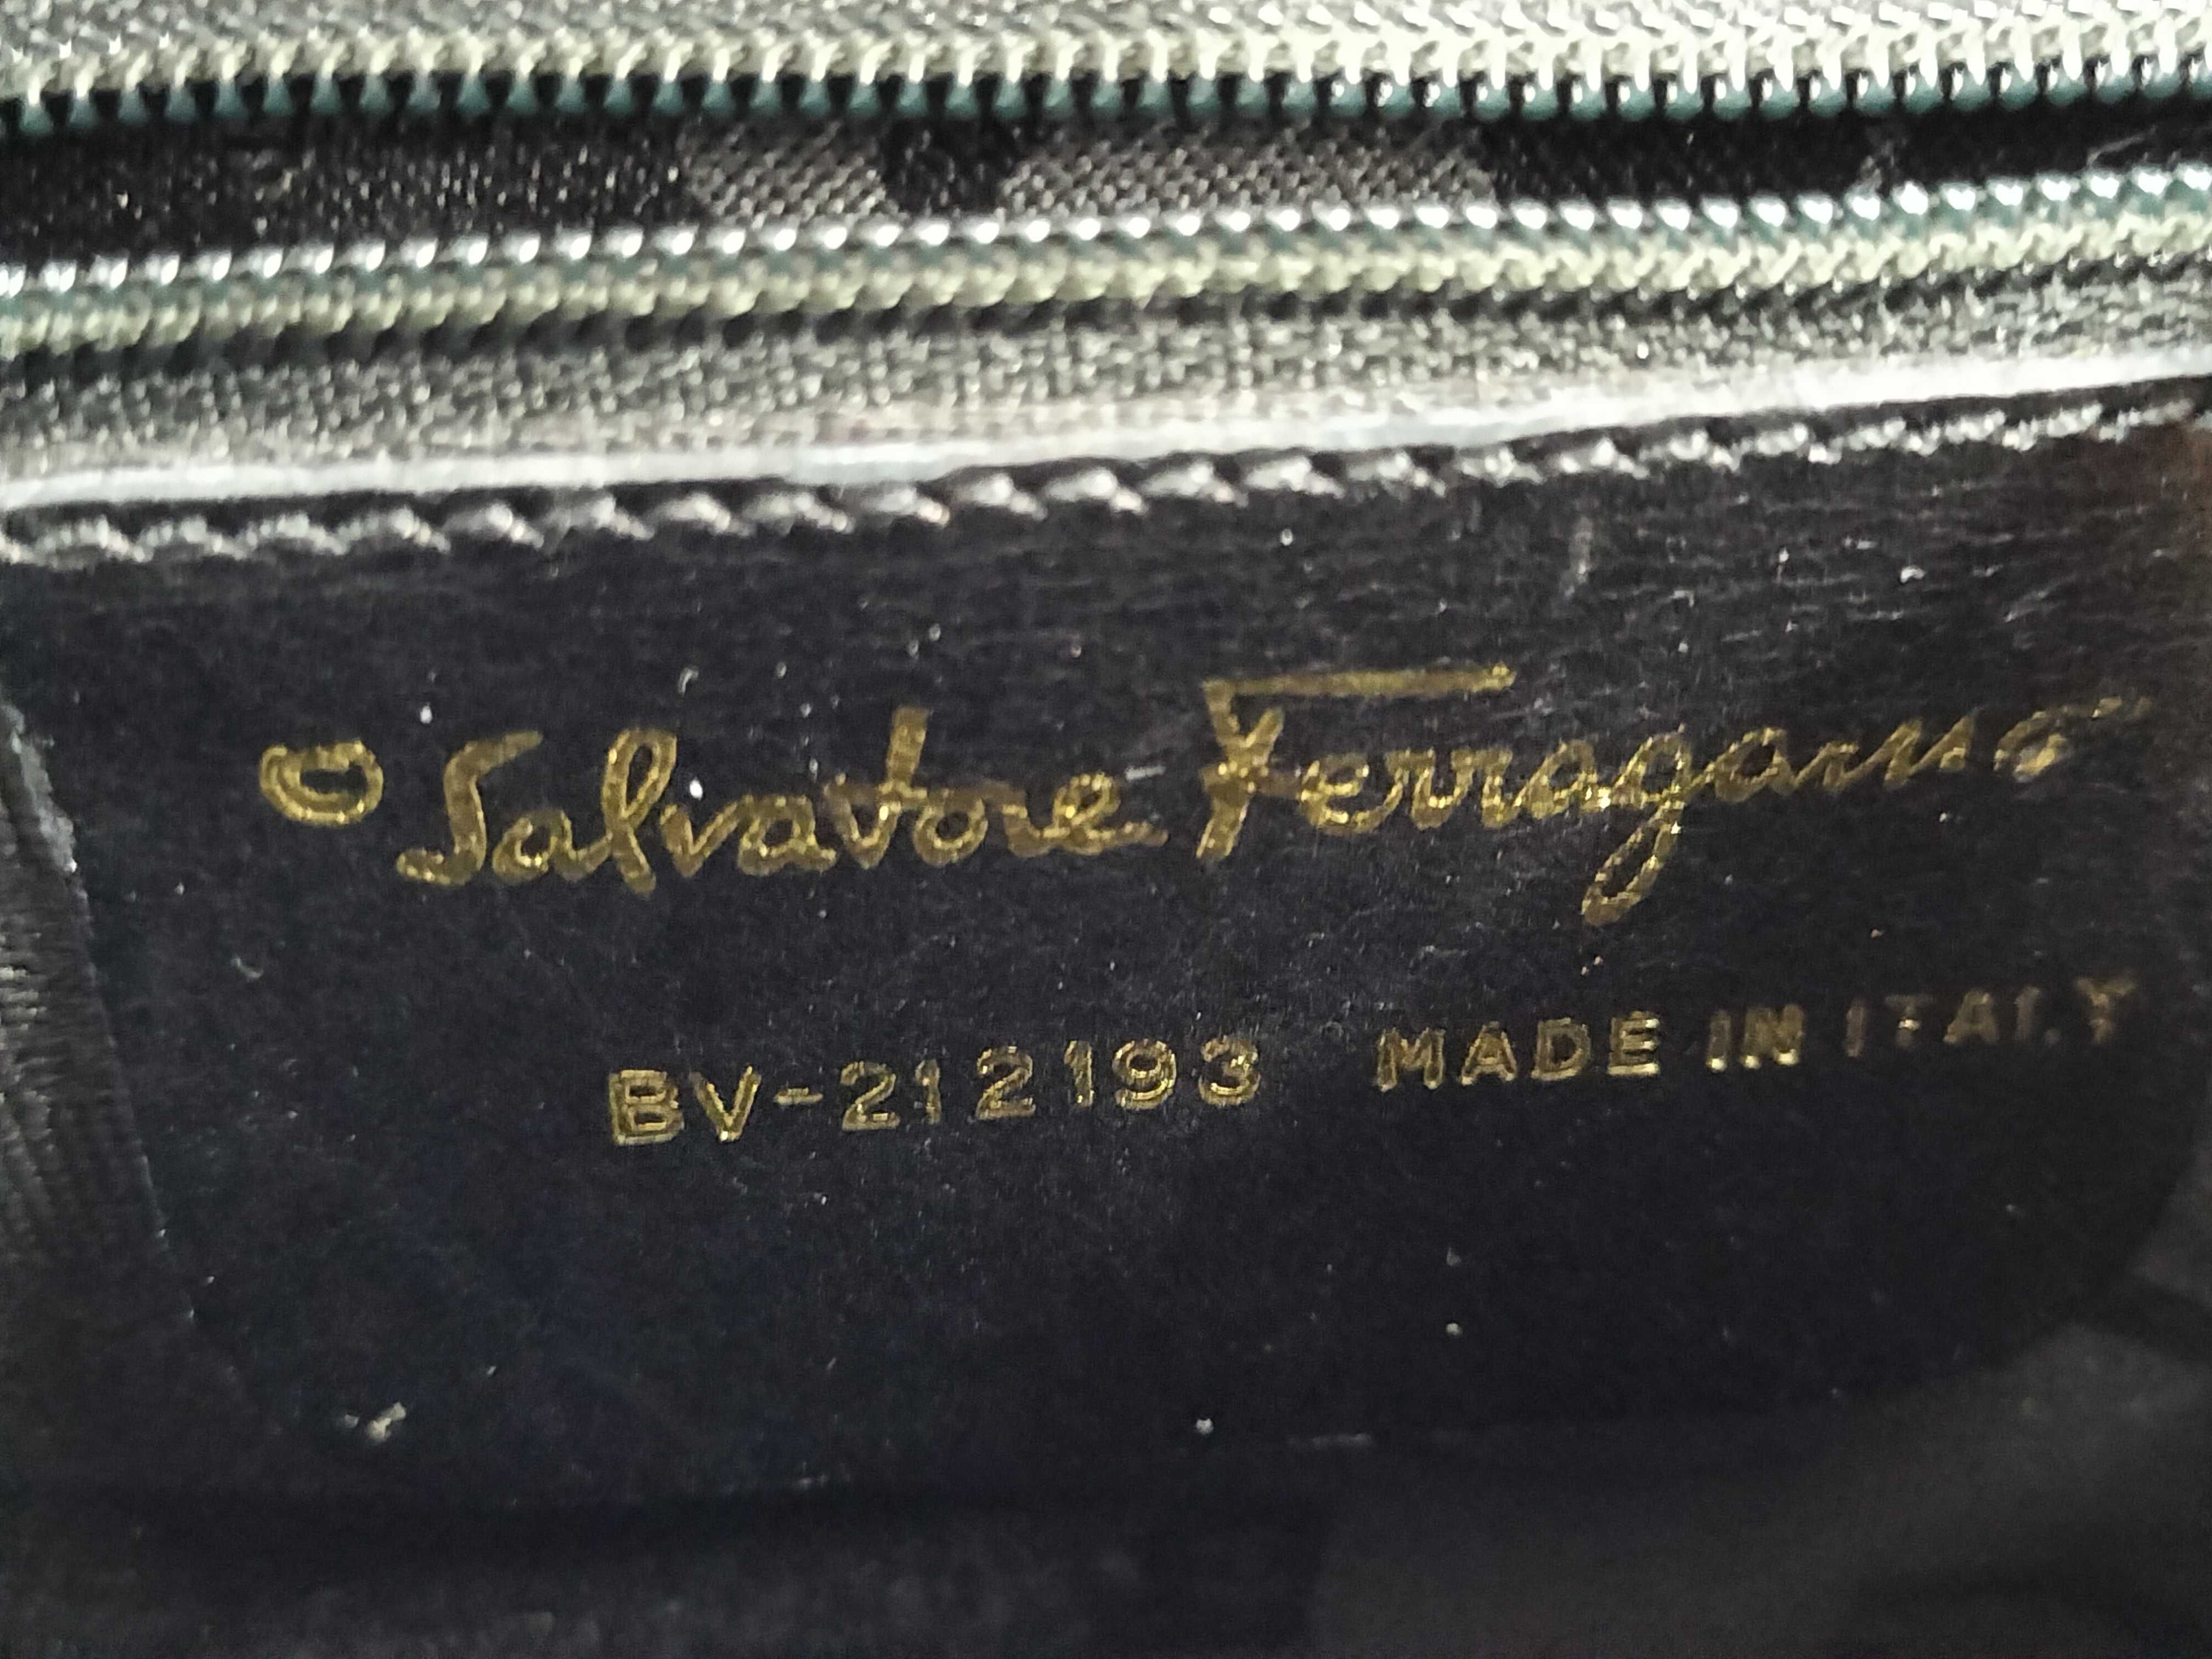 © Salvatore Ferragamo
BV-212193 MADE IN ITALY